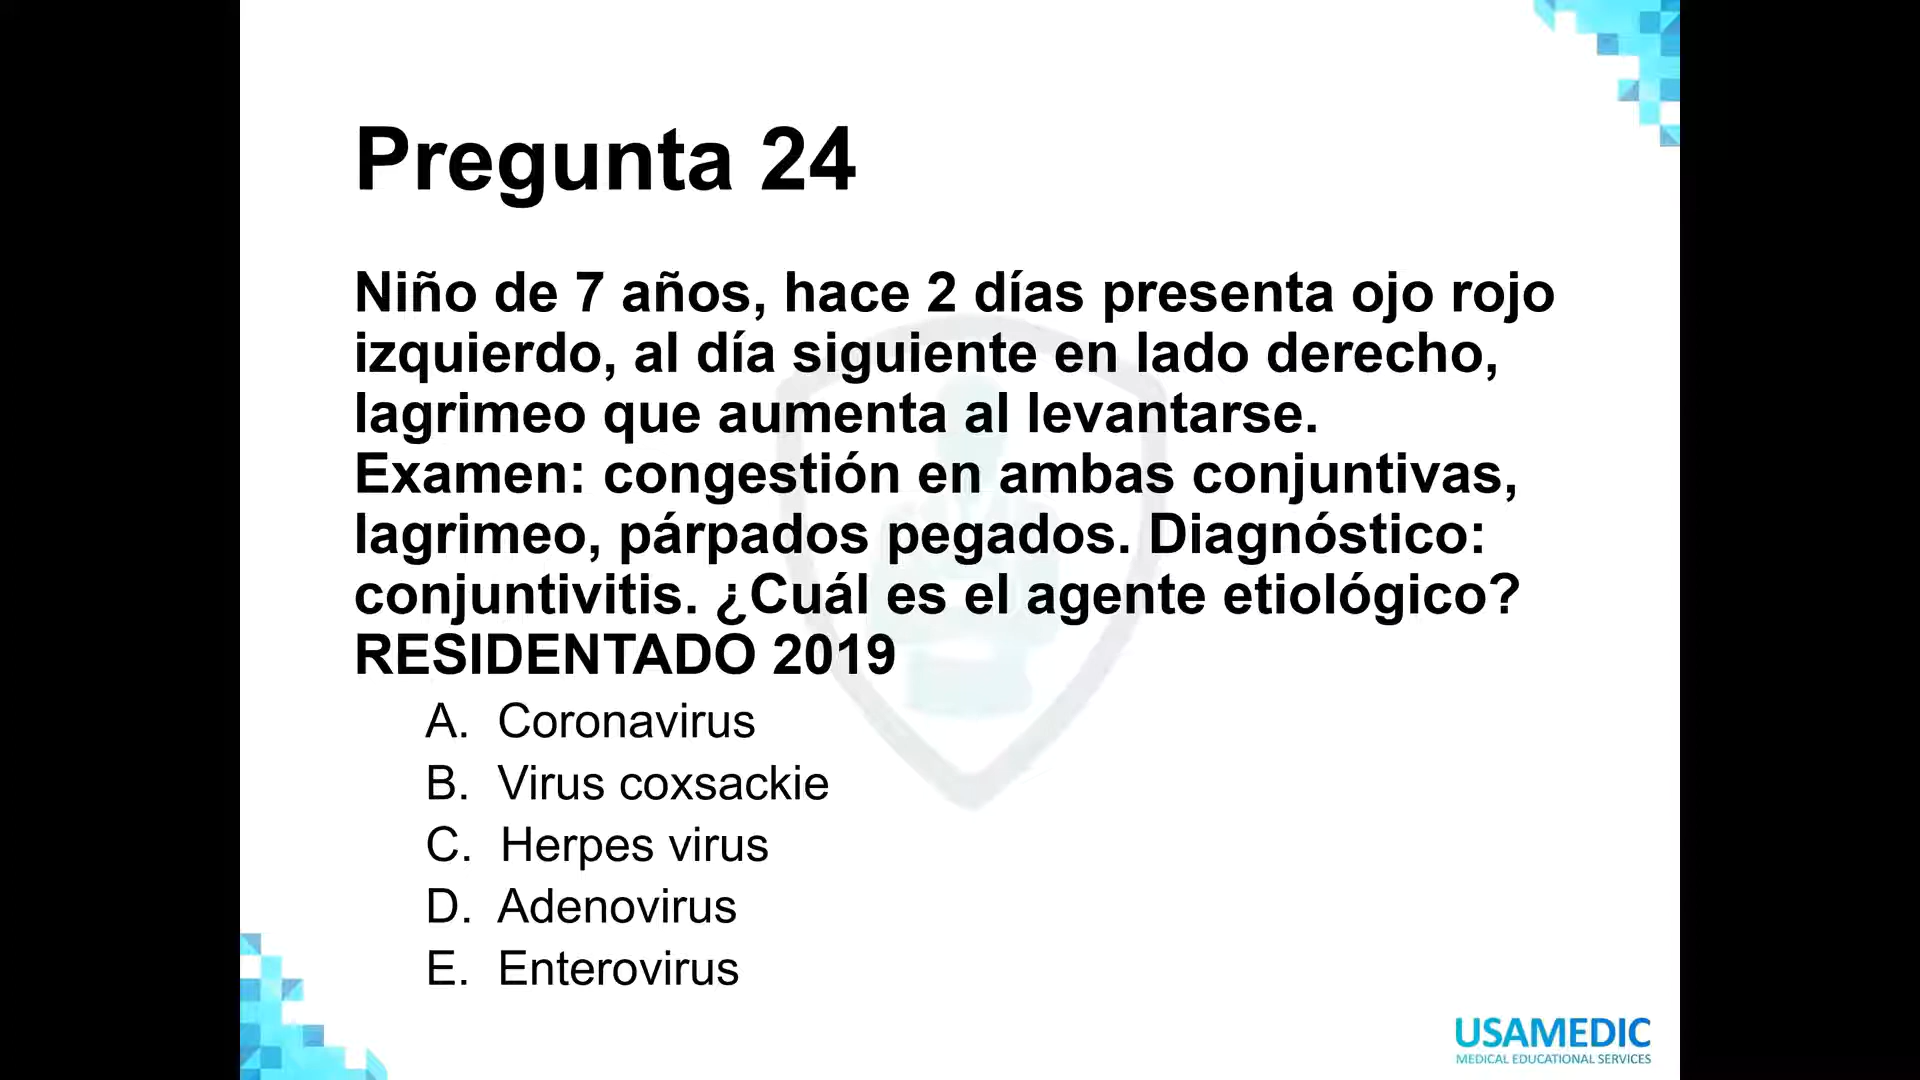 Pregunta 24
Niño de 7 años, hace 2 días presenta ojo rojo
izquierdo, al día siguiente en lado derecho,
lagrimeo que aumenta al levantarse.
Examen: congestión en ambas conjuntivas,
lagrimeo, párpados pegados. Diagnóstico:
conjuntivitis. ¿Cuál es el agente etiológico?
RESIDENTADO 2019
A. Coronavirus
B. Virus coxsackie
C. Herpes virus
D. Adenovirus
E. Enterovirus
USAMEDIC
MEDICAL EDUCATIONAL SERVICES